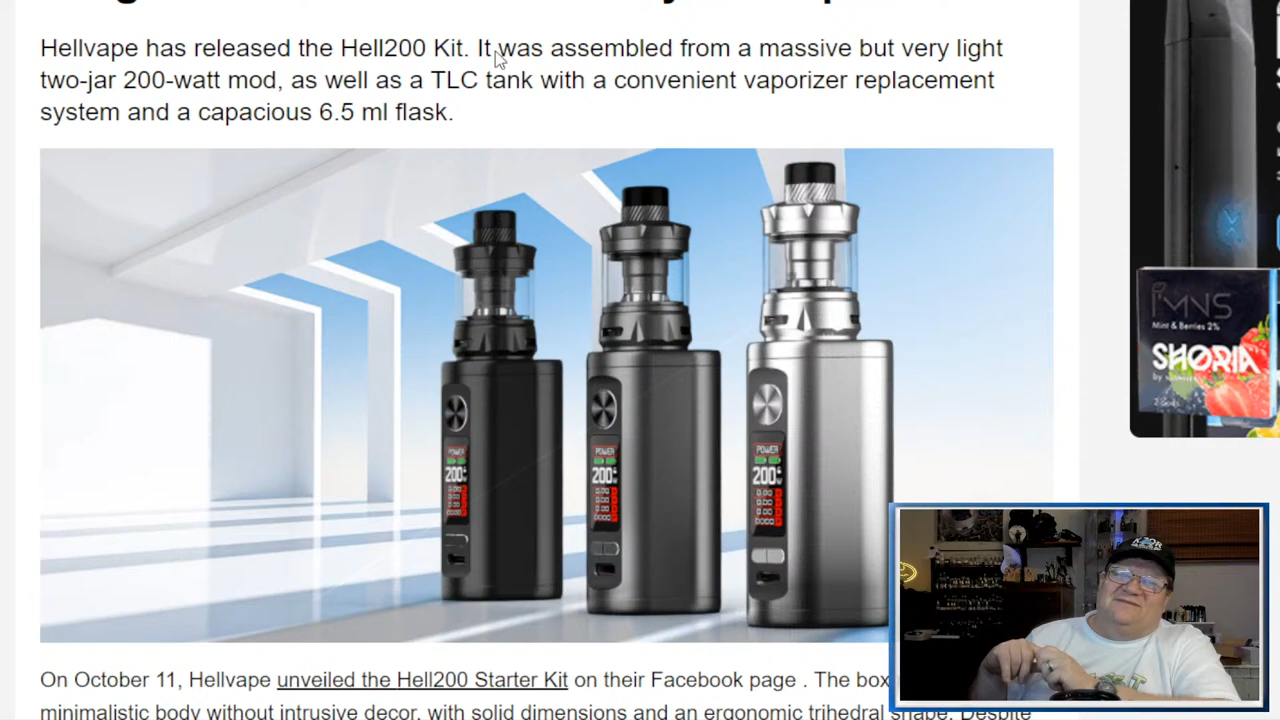 Hellvape has released the Hell200 Kit. It was assembled from a massive but very light
two-jar 200-watt mod, as well as a TLC tank with a convenient vaporizer replacement
system and a capacious 6.5 ml flask.
POWER
200
POWER
200
POWER
200
MNS
Mint & Berries 2%
SHORIA
On October 11, Hellvape unveiled the Hell200 Starter Kit on their Facebook page . The box
minimalistic body without intrusive decor, with solid dimensions and an ergonomic trihedral shape. Despite